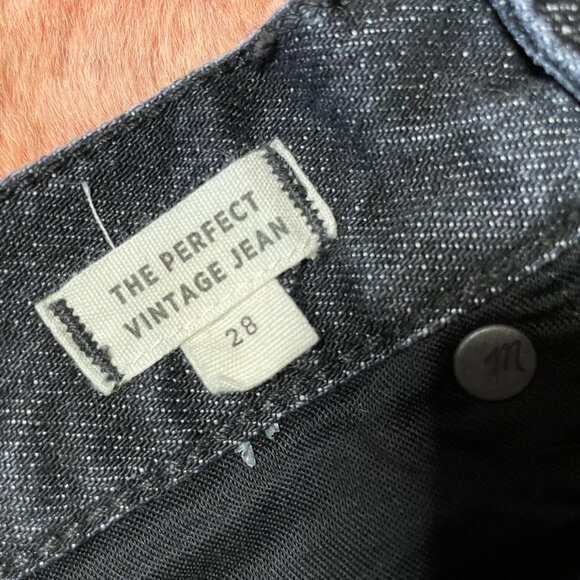 THE PERFECT
VINTAGE JEAN
28
m